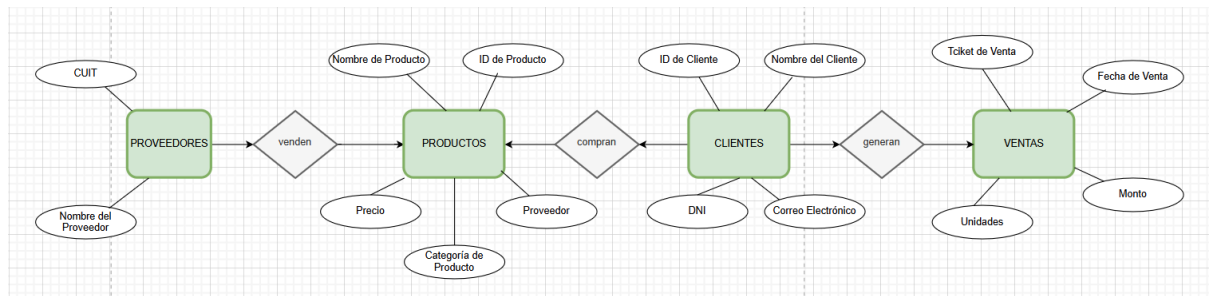 Tciket de Venta
Nombre de Producto
ID de Producto
ID de Cliente
Nombre del Cliente
CUIT
Fecha de Venta
PROVEEDORES
venden
PRODUCTOS
compran
CLIENTES
generan
VENTAS
Monto
Nombre del
Proveedor
Precio
Proveedor
DNI
Correo Electrónico
Unidades
Categoría de
Producto